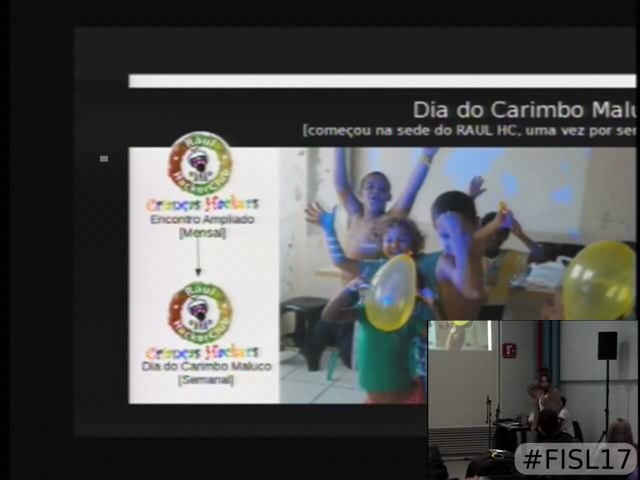 Dia do Carimbo Malu
[começou na sede do RAUL HC, uma vez por se
Raul
HackerClub
Crianças Hackers
Encontro Ampliado
[Mensal]
Raul
HackerClub
Crianças Hackers
Dia do Carimbo Maluco
[Semanal]
#FISL17